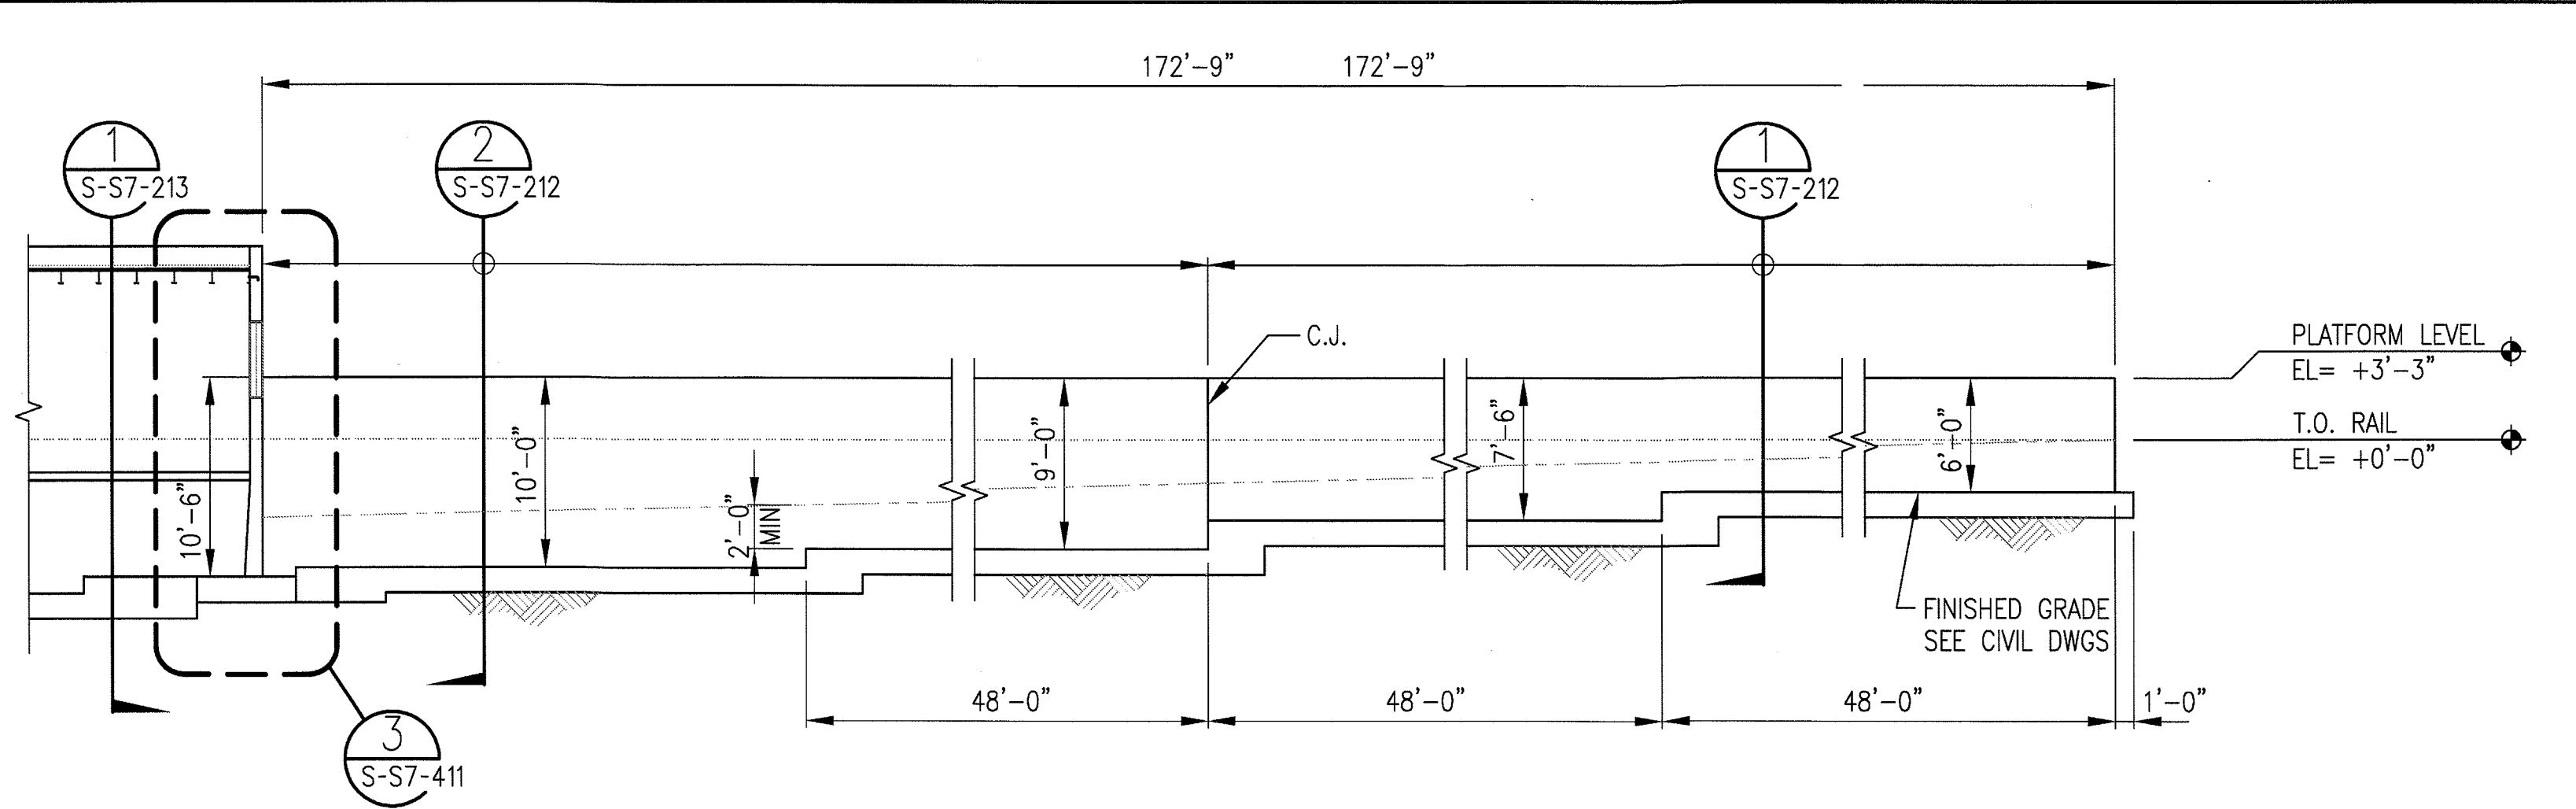 172'-9" 172'-9"
1
S-S7-213
2
S-S7-212
1
S-S7-212
C.J.
PLATFORM LEVEL
EL= +3'-3"
T.O. RAIL
EL= +0'-0"
10'-6"
10'-0"
2'-0"
MIN
9'-0"
7'-6"
6'-0"
FINISHED GRADE
SEE CIVIL DWGS
48'-0"
48'-0"
48'-0"
1'-0"
3
S-S7-411